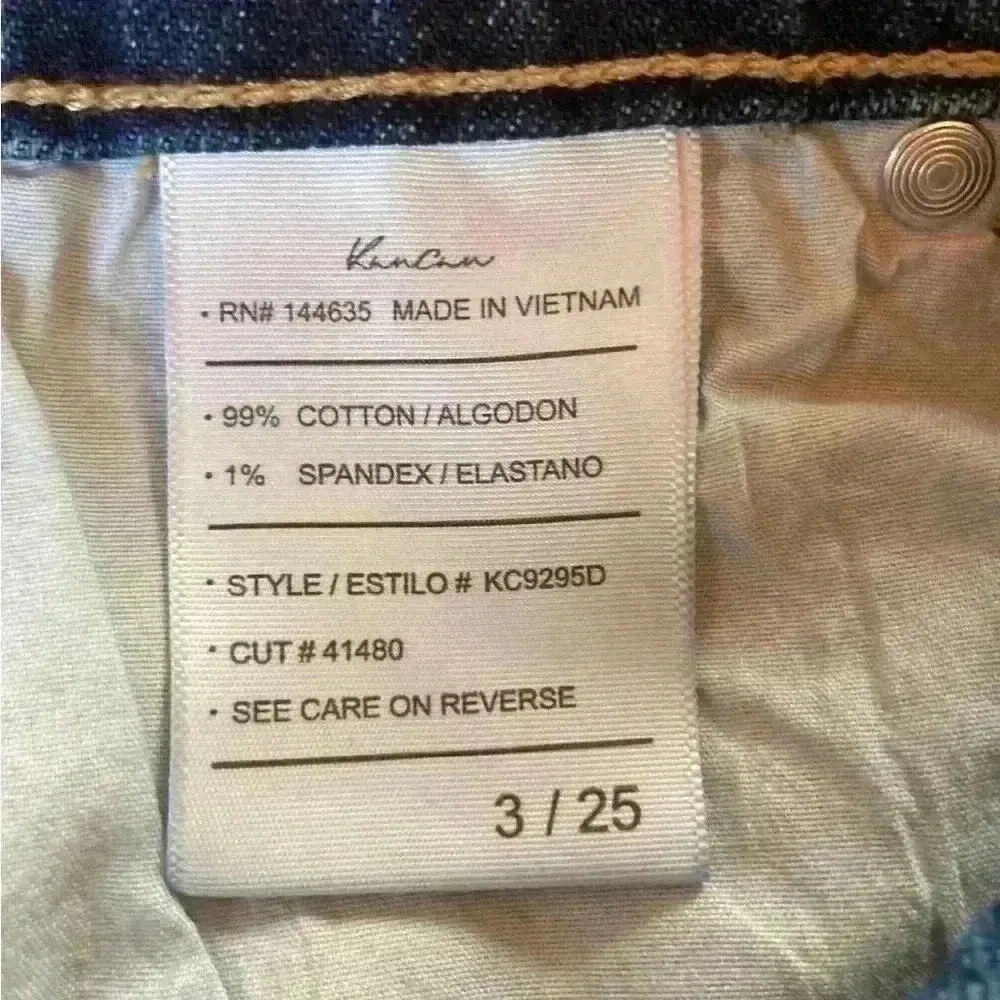 KanCan
• RN# 144635 MADE IN VIETNAM
• 99% COTTON / ALGODON
• 1% SPANDEX / ELASTANO
• STYLE / ESTILO # KC9295D
• CUT # 41480
• SEE CARE ON REVERSE
3 / 25